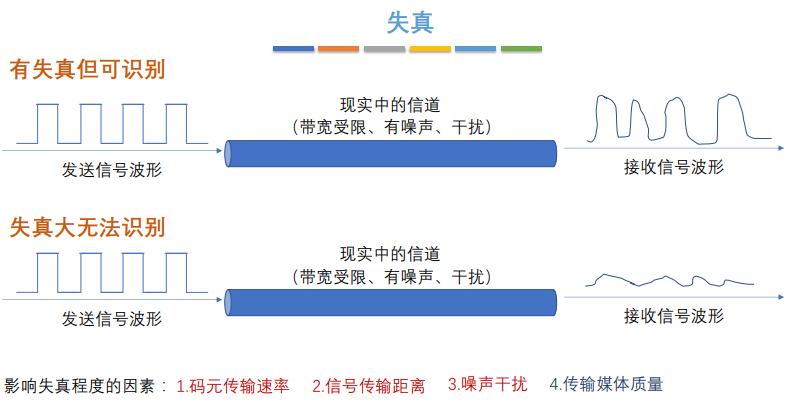 失真
有失真但可识别
现实中的信道
（带宽受限、有噪声、干扰）
发送信号波形
接收信号波形
失真大无法识别
现实中的信道
（带宽受限、有噪声、干扰）
发送信号波形
接收信号波形
影响失真程度的因素：1.码元传输速率 2.信号传输距离 3.噪声干扰 4.传输媒体质量